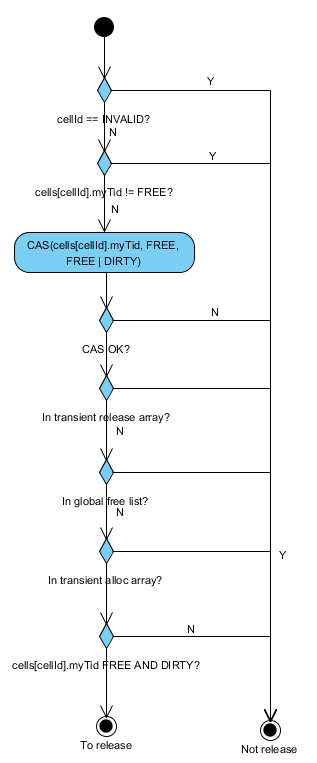 Y
cellId == INVALID?
N
Y
cells[cellId].myTid != FREE?
N
CAS(cells[cellId].myTid, FREE,
FREE | DIRTY)
N
CAS OK?
In transient release array?
N
In global free list?
N
Y
In transient alloc array?
N
cells[cellId].myTid FREE AND DIRTY?
To release
Not release